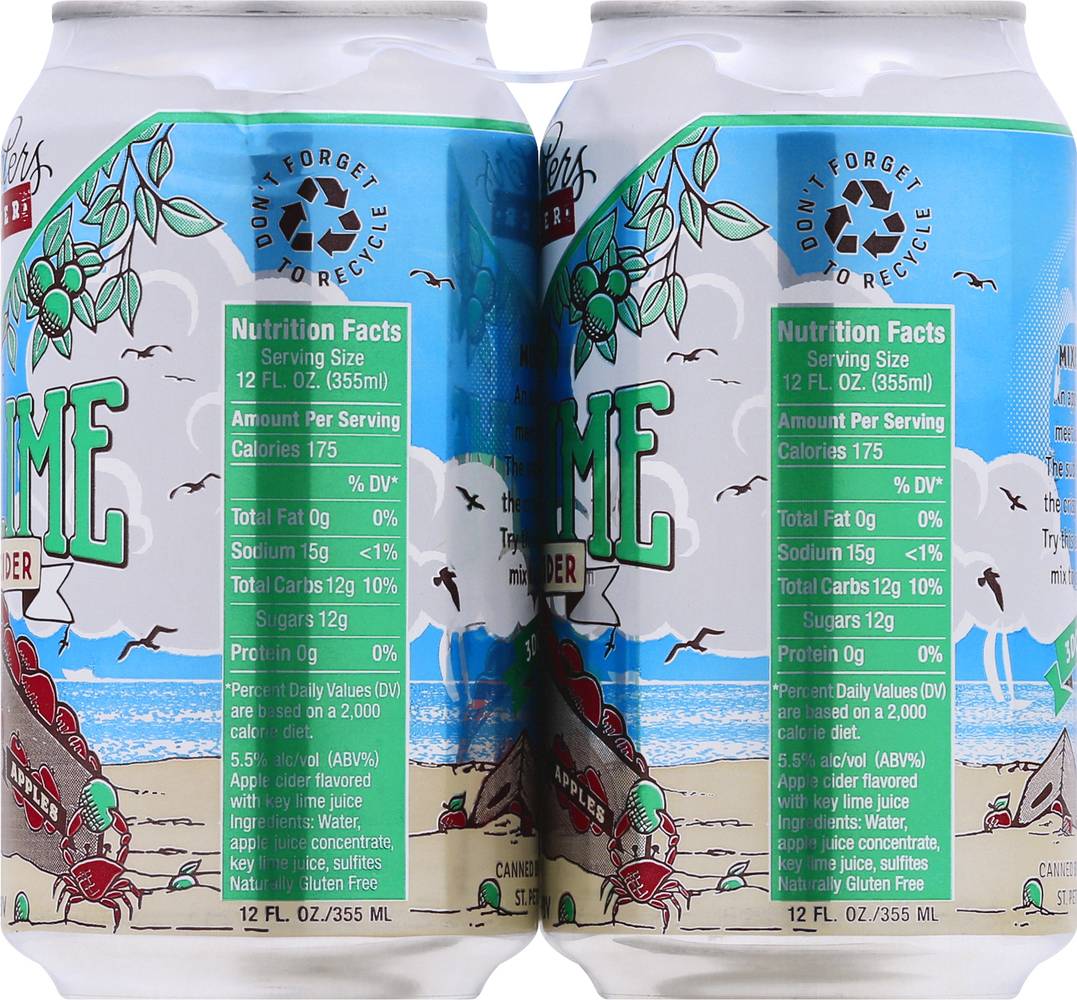 DON'T FORGET
TO RECYCLE
Nutrition Facts
Serving Size
12 FL. OZ. (355ml)
Amount Per Serving
Calories 175
% DV*
Total Fat 0g 0%
Sodium 15g <1%
Total Carbs 12g 10%
Sugars 12g
Protein 0g 0%
*Percent Daily Values (DV)
are based on a 2,000
calorie diet.
5.5% alc/vol (ABV%)
Apple cider flavored
with key lime juice
Ingredients: Water,
apple juice concentrate,
key lime juice, sulfites
Naturally Gluten Free
12 FL. OZ./355 ML
APPLES
CANNED
DON'T FORGET
TO RECYCLE
Nutrition Facts
Serving Size
12 FL. OZ. (355ml)
Amount Per Serving
Calories 175
% DV*
Total Fat 0g 0%
Sodium 15g <1%
Total Carbs 12g 10%
Sugars 12g
Protein 0g 0%
*Percent Daily Values (DV)
are based on a 2,000
calorie diet.
5.5% alc/vol (ABV%)
Apple cider flavored
with key lime juice
Ingredients: Water,
apple juice concentrate,
key lime juice, sulfites
Naturally Gluten Free
12 FL. OZ./355 ML
APPLES
The
the
Try
mix
CANNED